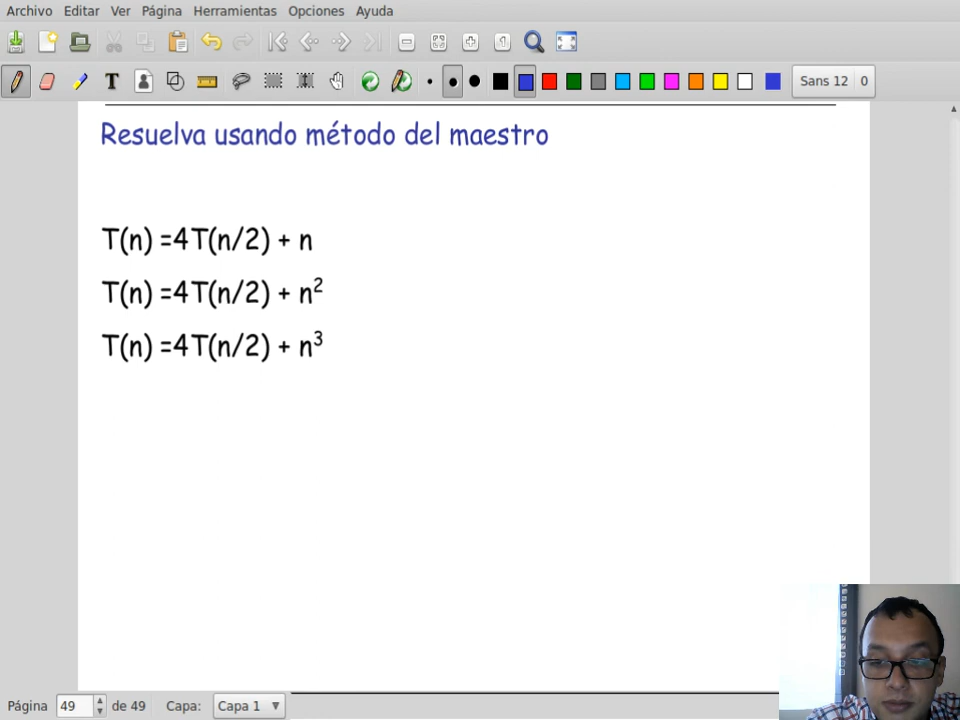 Archivo Editar Ver Página Herramientas Opciones Ayuda
T Sans 12 0
Resuelva usando método del maestro
T(n) =4T(n/2) + n
T(n) =4T(n/2) + n²
T(n) =4T(n/2) + n³
Página 49 de 49 Capa: Capa 1